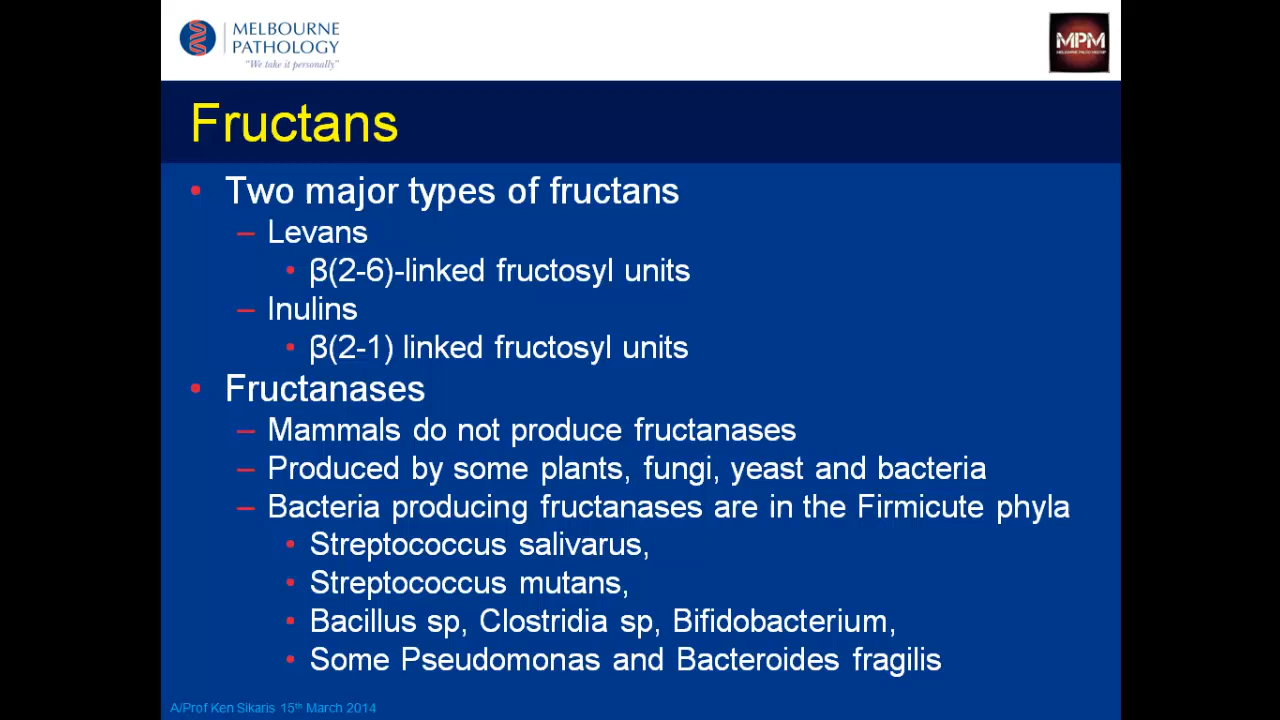 MELBOURNE
PATHOLOGY
"We take it personally"
MPM
Fructans
• Two major types of fructans
– Levans
• β(2-6)-linked fructosyl units
– Inulins
• β(2-1) linked fructosyl units
• Fructanases
– Mammals do not produce fructanases
– Produced by some plants, fungi, yeast and bacteria
– Bacteria producing fructanases are in the Firmicute phyla
• Streptococcus salivarus,
• Streptococcus mutans,
• Bacillus sp, Clostridia sp, Bifidobacterium,
• Some Pseudomonas and Bacteroides fragilis
A/Prof Ken Sikaris 15th March 2014